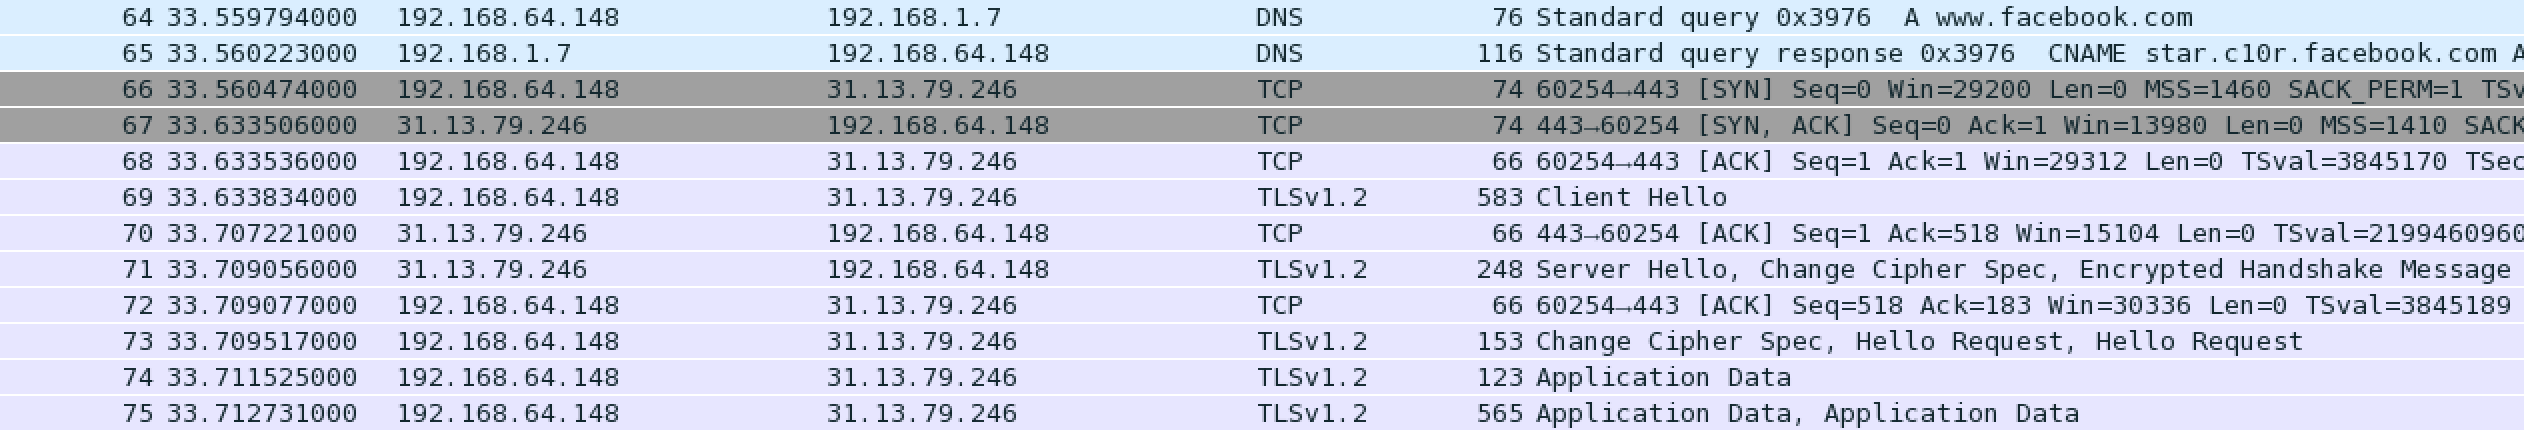 64 33.559794000 192.168.64.148 192.168.1.7 DNS 76 Standard query 0x3976 A www.facebook.com
65 33.560223000 192.168.1.7 192.168.64.148 DNS 116 Standard query response 0x3976 CNAME star.c10r.facebook.com A
66 33.560474000 192.168.64.148 31.13.79.246 TCP 74 60254→443 [SYN] Seq=0 Win=29200 Len=0 MSS=1460 SACK_PERM=1 TSv
67 33.633506000 31.13.79.246 192.168.64.148 TCP 74 443→60254 [SYN, ACK] Seq=0 Ack=1 Win=13980 Len=0 MSS=1410 SACK
68 33.633536000 192.168.64.148 31.13.79.246 TCP 66 60254→443 [ACK] Seq=1 Ack=1 Win=29312 Len=0 TSval=3845170 TSec
69 33.633834000 192.168.64.148 31.13.79.246 TLSv1.2 583 Client Hello
70 33.707221000 31.13.79.246 192.168.64.148 TCP 66 443→60254 [ACK] Seq=1 Ack=518 Win=15104 Len=0 TSval=2199460960
71 33.709056000 31.13.79.246 192.168.64.148 TLSv1.2 248 Server Hello, Change Cipher Spec, Encrypted Handshake Message
72 33.709077000 192.168.64.148 31.13.79.246 TCP 66 60254→443 [ACK] Seq=518 Ack=183 Win=30336 Len=0 TSval=3845189
73 33.709517000 192.168.64.148 31.13.79.246 TLSv1.2 153 Change Cipher Spec, Hello Request, Hello Request
74 33.711525000 192.168.64.148 31.13.79.246 TLSv1.2 123 Application Data
75 33.712731000 192.168.64.148 31.13.79.246 TLSv1.2 565 Application Data, Application Data